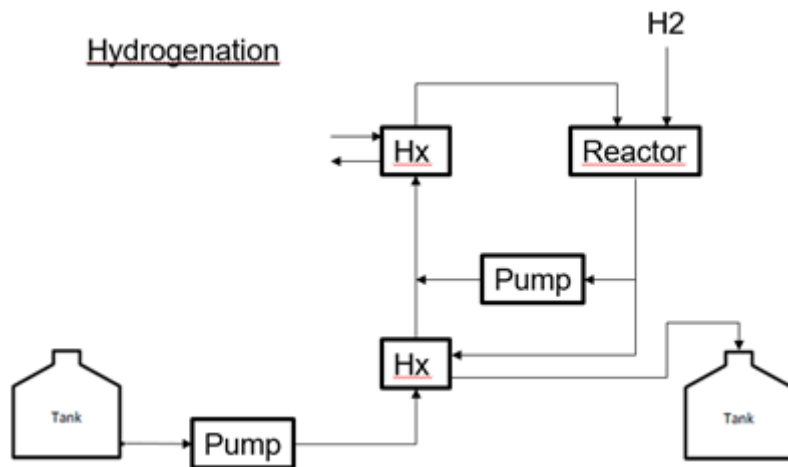 H2
Hydrogenation
Hx
Reactor
Pump
Hx
Tank
Pump
Tank